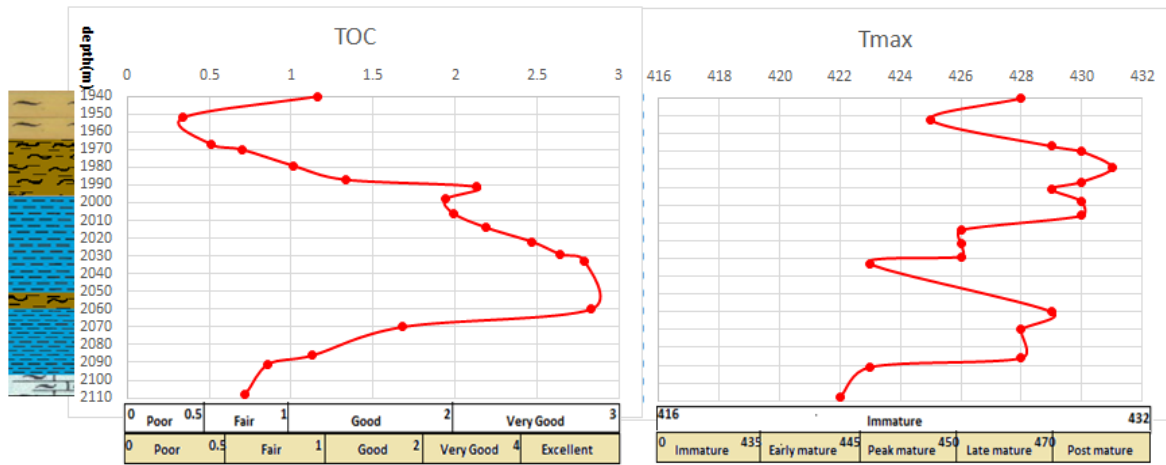 TOC
Tmax
depth(m)
0 0.5 1 1.5 2 2.5 3
416 418 420 422 424 426 428 430 432
1940
1950
1960
1970
1980
1990
2000
2010
2020
2030
2040
2050
2060
2070
2080
2090
2100
2110
0 Poor 0.5 Fair 1 Good 2 Very Good 3
0 Poor 0.5 Fair 1 Good 2 Very Good 4 Excellent
416 Immature 432
0 Immature 435 Early mature 445 Peak mature 450 Late mature 470 Post mature